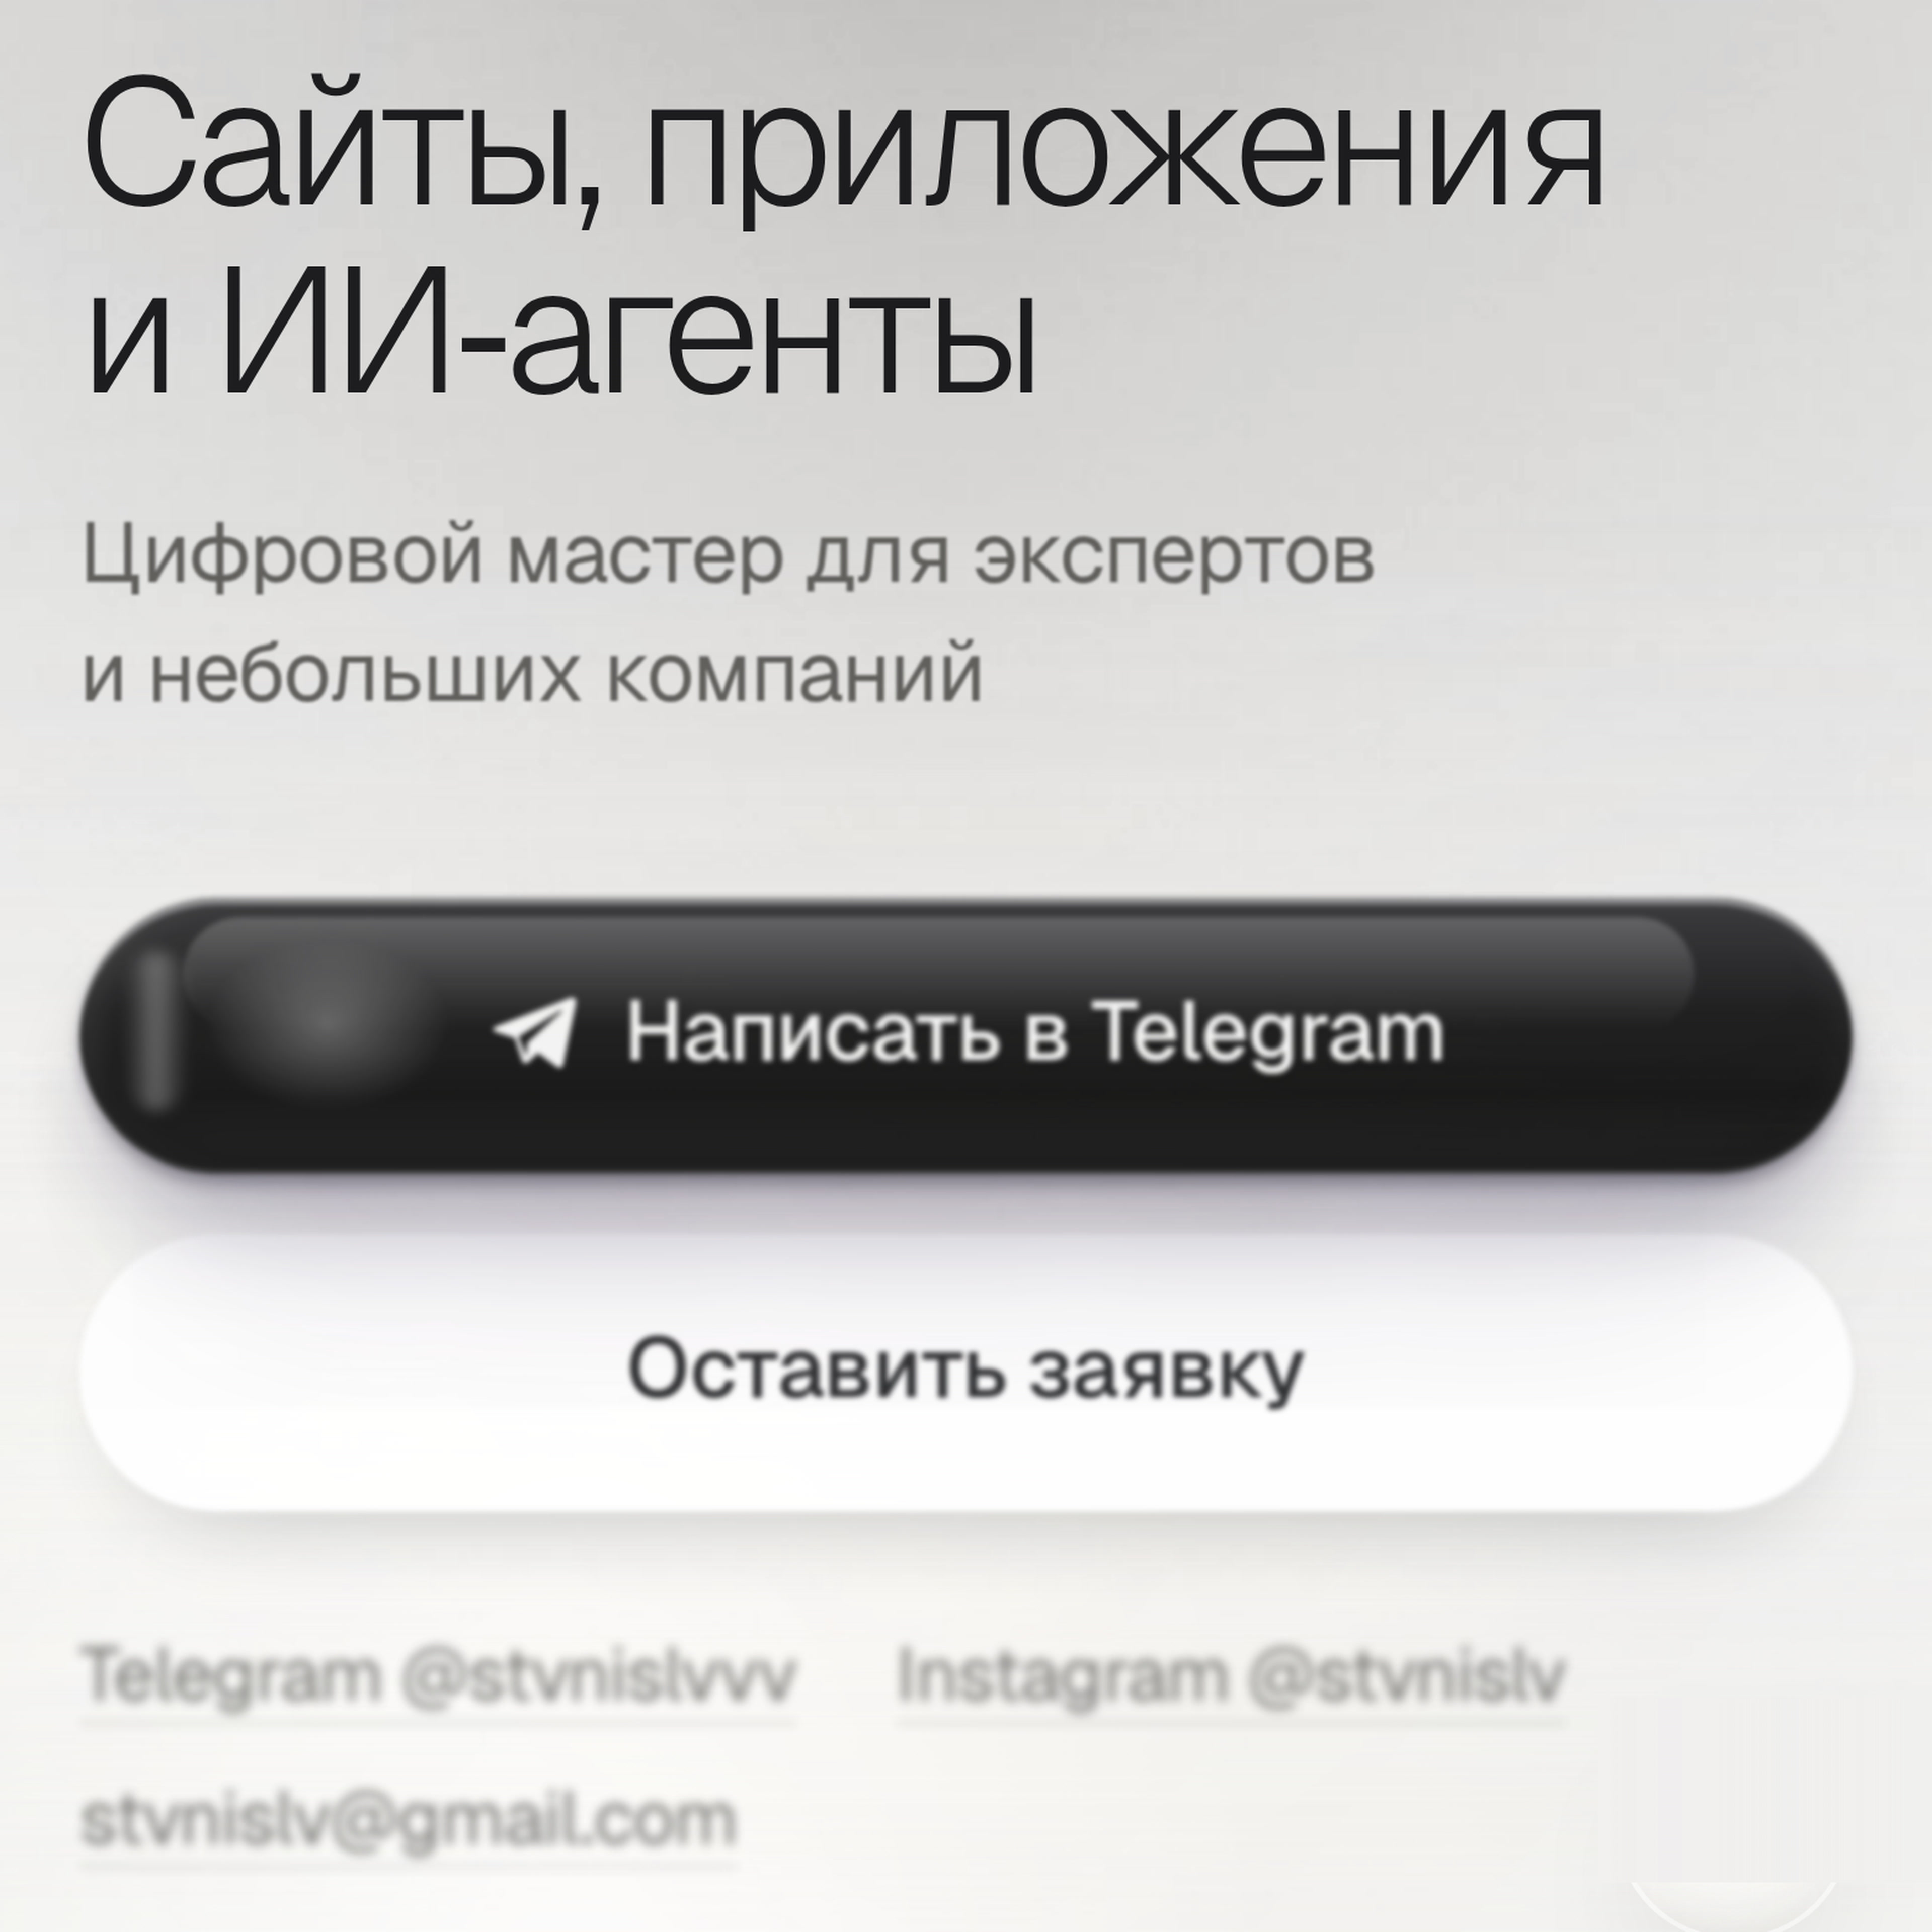 Сайты, приложения
и ИИ-агенты
Цифровой мастер для экспертов
и небольших компаний
Написать в Telegram
Оставить заявку
Telegram @stvnislvvv Instagram @stvnislv
stvnislv@gmail.com